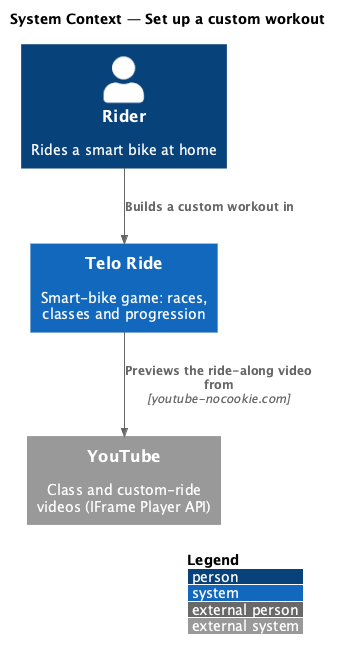 System Context — Set up a custom workout
Rider
Rides a smart bike at home
Builds a custom workout in
Telo Ride
Smart-bike game: races,
classes and progression
Previews the ride-along video
from
[youtube-nocookie.com]
YouTube
Class and custom-ride
videos (IFrame Player API)
Legend
person
system
external person
external system